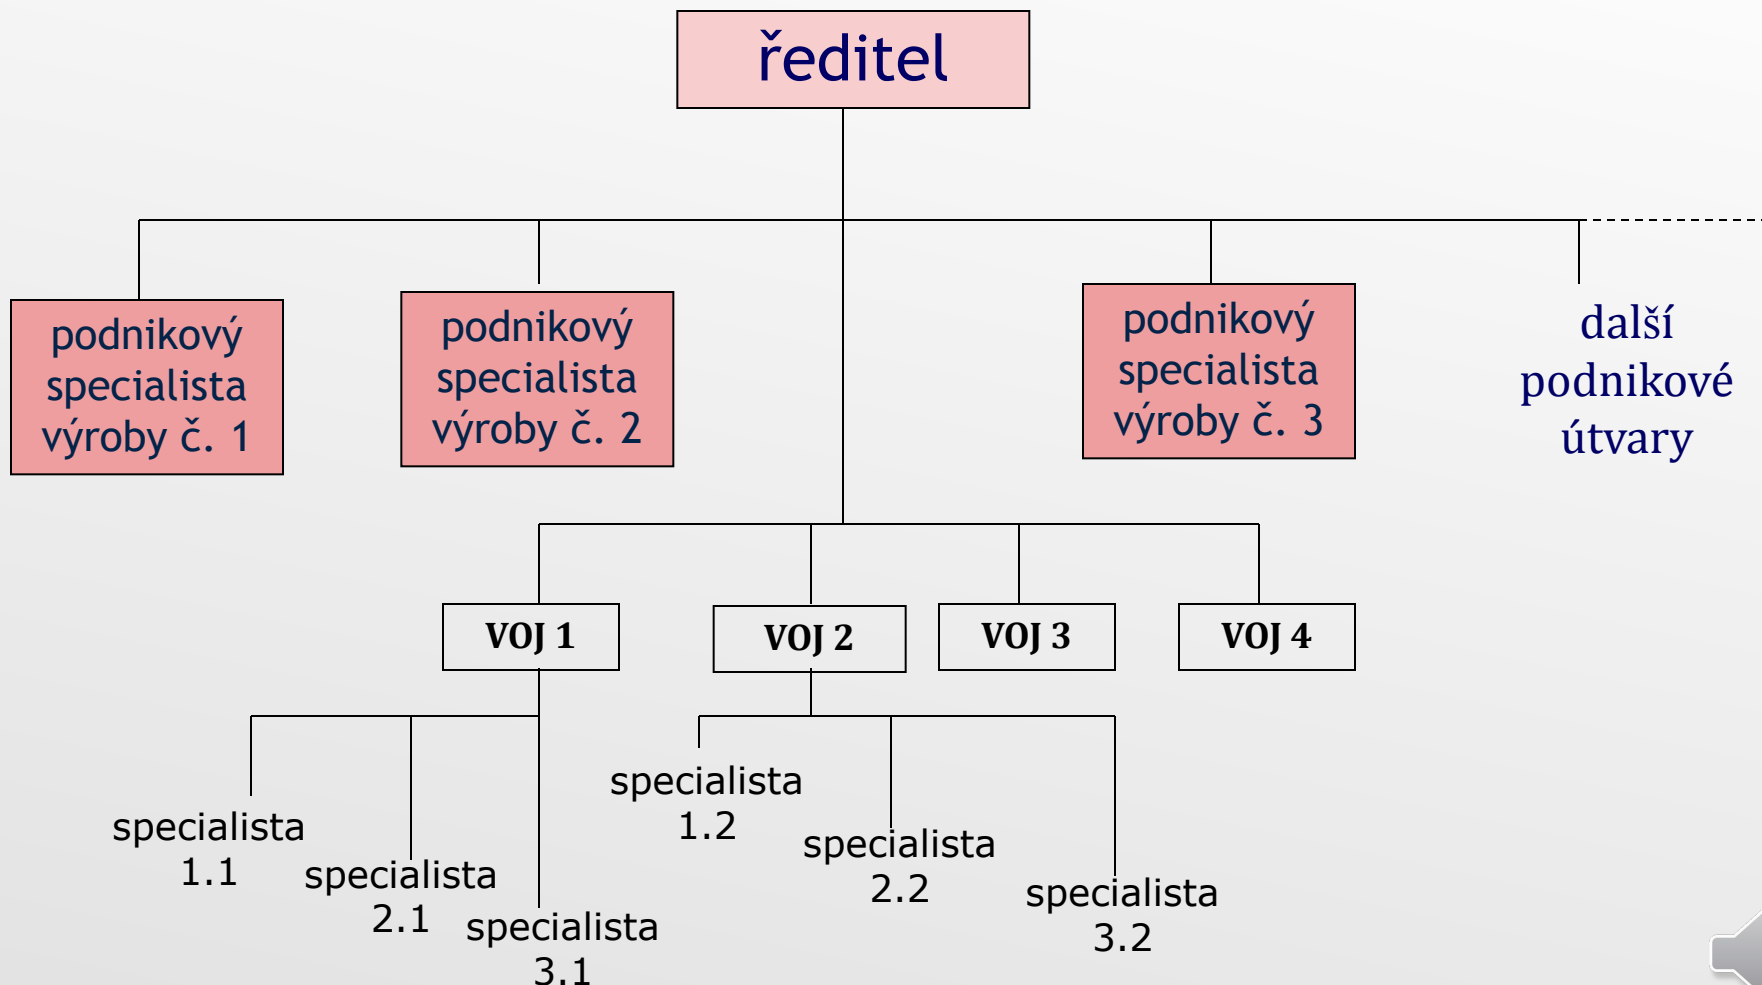 ředitel
podnikový
specialista
výroby č. 1
podnikový
specialista
výroby č. 2
podnikový
specialista
výroby č. 3
další
podnikové
útvary
VOJ 1
VOJ 2
VOJ 3
VOJ 4
specialista
1.1
specialista
2.1
specialista
3.1
specialista
1.2
specialista
2.2
specialista
3.2